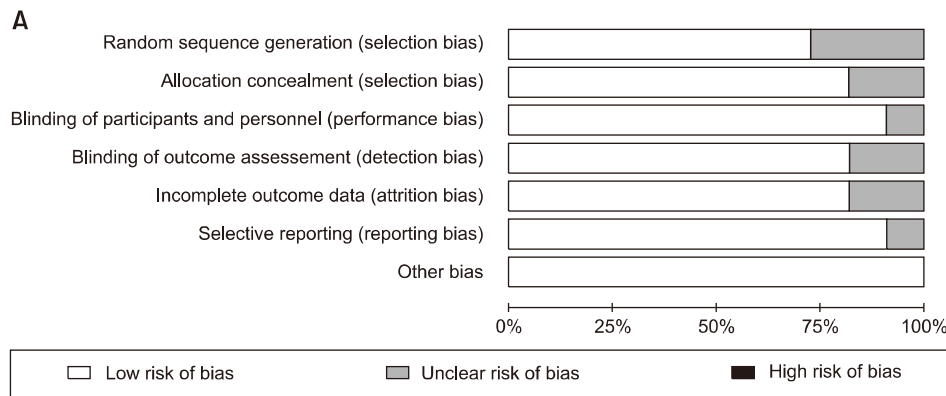 A
Random sequence generation (selection bias)
Allocation concealment (selection bias)
Blinding of participants and personnel (performance bias)
Blinding of outcome assessement (detection bias)
Incomplete outcome data (attrition bias)
Selective reporting (reporting bias)
Other bias
0% 25% 50% 75% 100%
Low risk of bias Unclear risk of bias High risk of bias